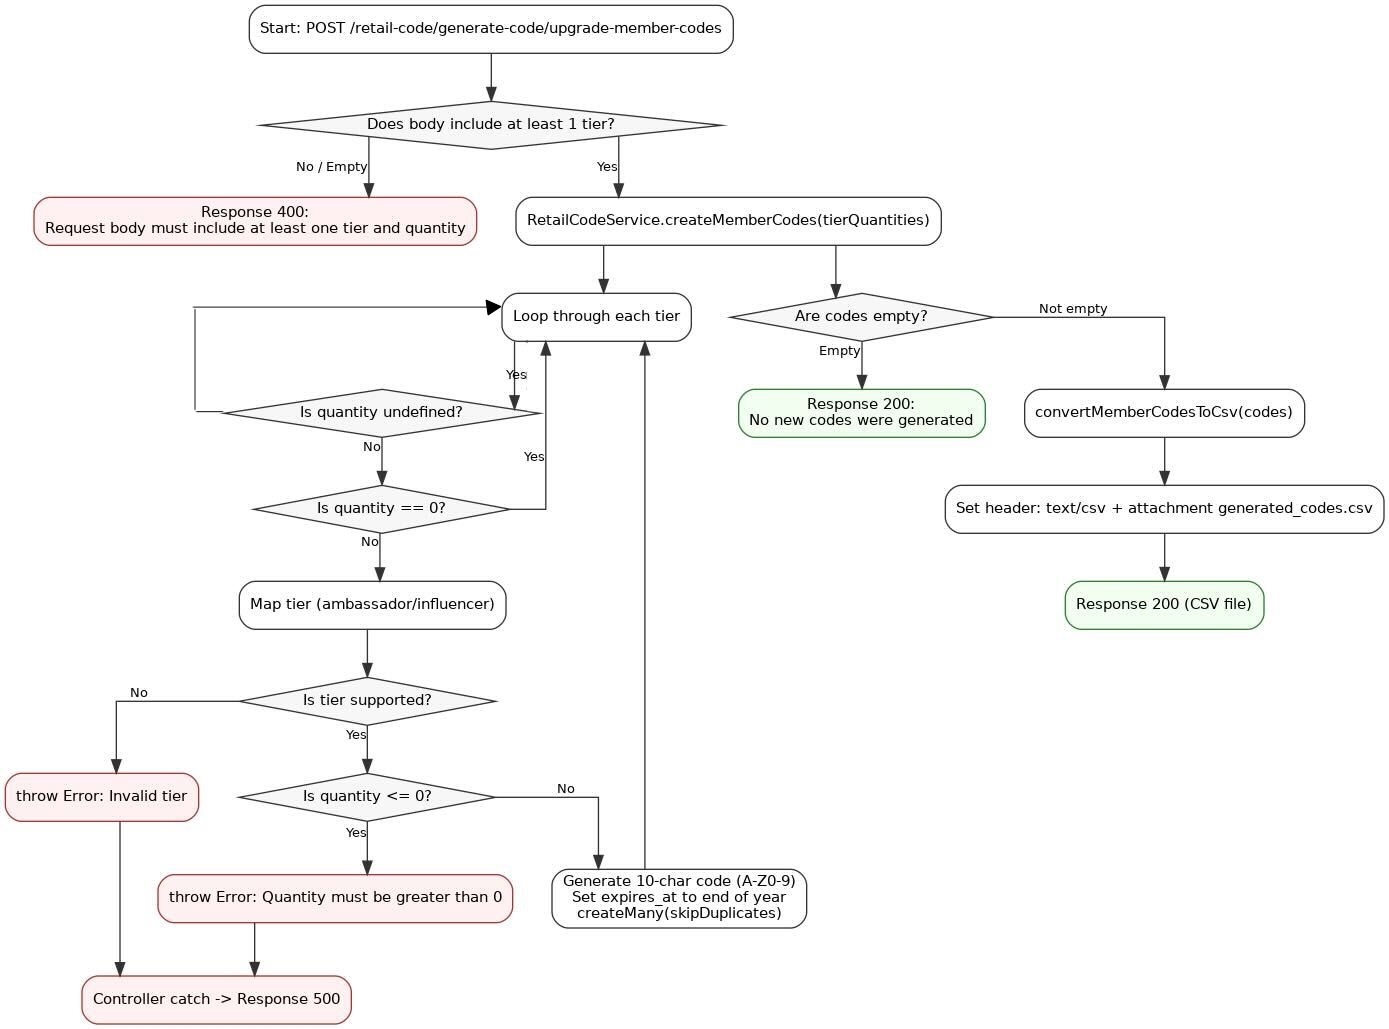 Start: POST /retail-code/generate-code/upgrade-member-codes
Does body include at least 1 tier?
No / Empty
Yes
Response 400:
Request body must include at least one tier and quantity
RetailCodeService.createMemberCodes(tierQuantities)
Loop through each tier
Are codes empty?
Not empty
Empty
Yes
Response 200:
No new codes were generated
convertMemberCodesToCsv(codes)
Is quantity undefined?
No
Yes
Is quantity == 0?
Set header: text/csv + attachment generated_codes.csv
No
Map tier (ambassador/influencer)
Response 200 (CSV file)
Is tier supported?
No
Yes
throw Error: Invalid tier
Is quantity <= 0?
No
Yes
throw Error: Quantity must be greater than 0
Generate 10-char code (A-Z0-9)
Set expires_at to end of year
createMany(skipDuplicates)
Controller catch -> Response 500